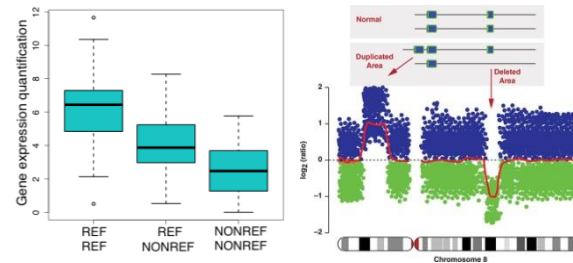 Gene expression quantification
12
10
8
6
4
2
0
REF
REF
REF
NONREF
NONREF
NONREF
Normal
Duplicated
Area
Deleted
Area
log₂ (ratio)
2
1
0
−1
−2
Chromosome 8